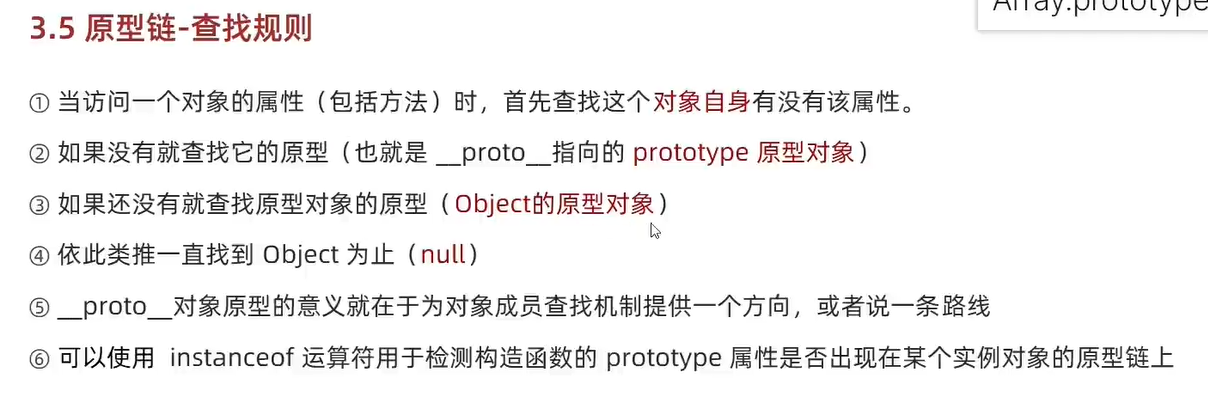 Array.prototype
3.5 原型链-查找规则
① 当访问一个对象的属性（包括方法）时，首先查找这个对象自身有没有该属性。
② 如果没有就查找它的原型（也就是 __proto__指向的 prototype 原型对象）
③ 如果还没有就查找原型对象的原型（Object的原型对象）
④ 依此类推一直找到 Object 为止（null）
⑤ __proto__对象原型的意义就在于为对象成员查找机制提供一个方向，或者说一条路线
⑥ 可以使用 instanceof 运算符用于检测构造函数的 prototype 属性是否出现在某个实例对象的原型链上